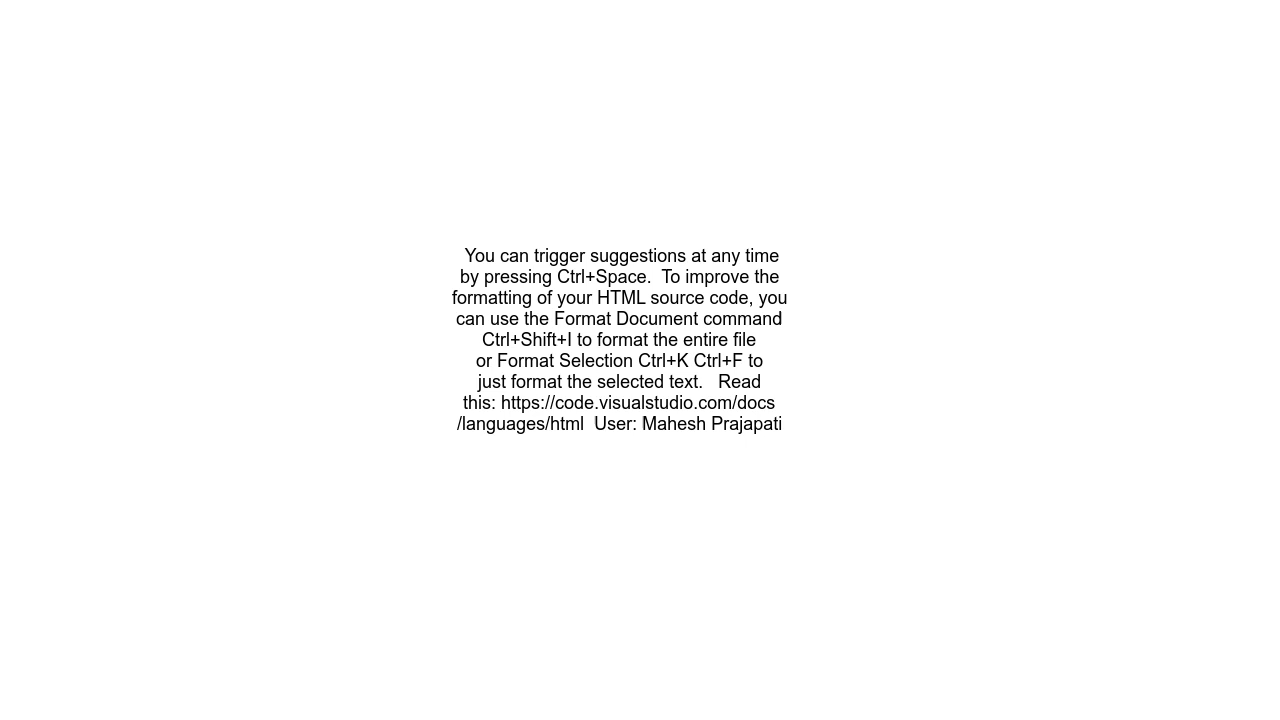 You can trigger suggestions at any time
by pressing Ctrl+Space.  To improve the
formatting of your HTML source code, you
can use the Format Document command
Ctrl+Shift+I to format the entire file
or Format Selection Ctrl+K Ctrl+F to
just format the selected text.   Read
this: https://code.visualstudio.com/docs
/languages/html  User: Mahesh Prajapati